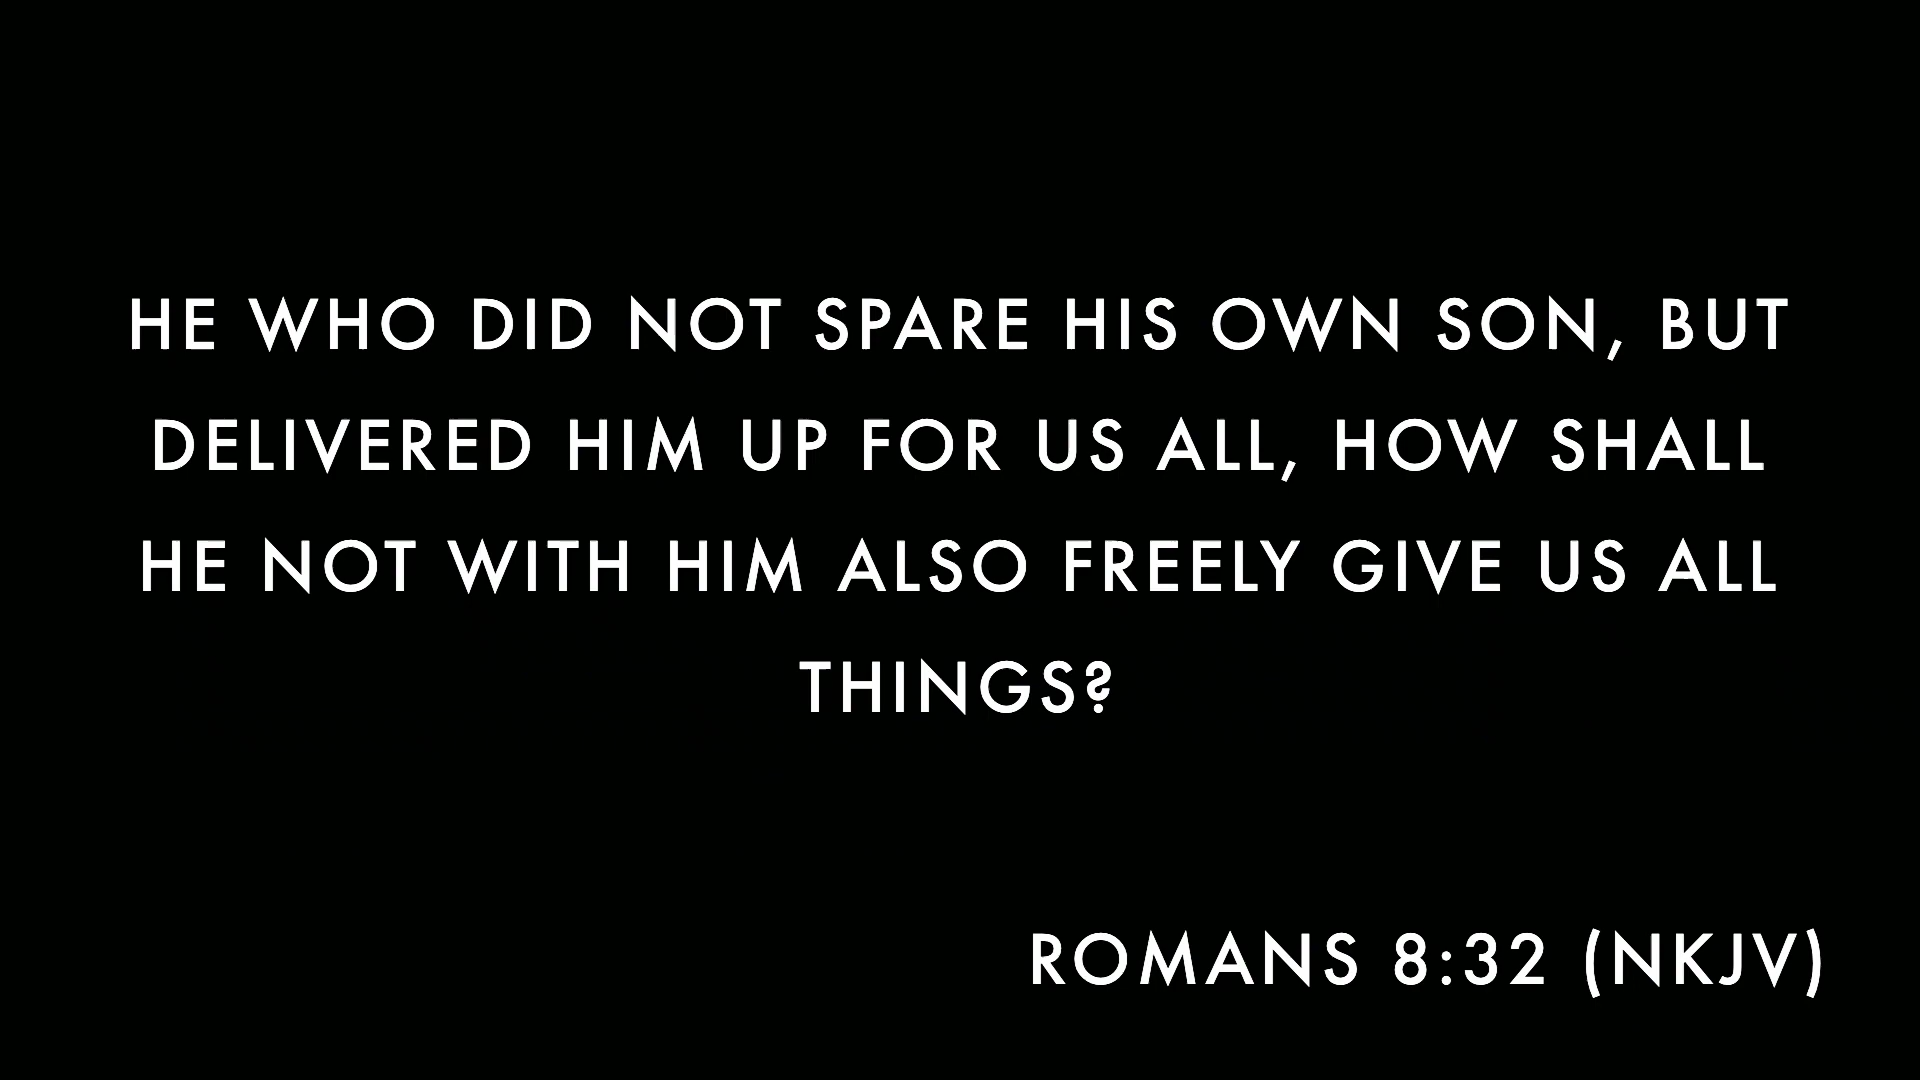 HE WHO DID NOT SPARE HIS OWN SON, BUT
DELIVERED HIM UP FOR US ALL, HOW SHALL
HE NOT WITH HIM ALSO FREELY GIVE US ALL
THINGS?
ROMANS 8:32 (NKJV)